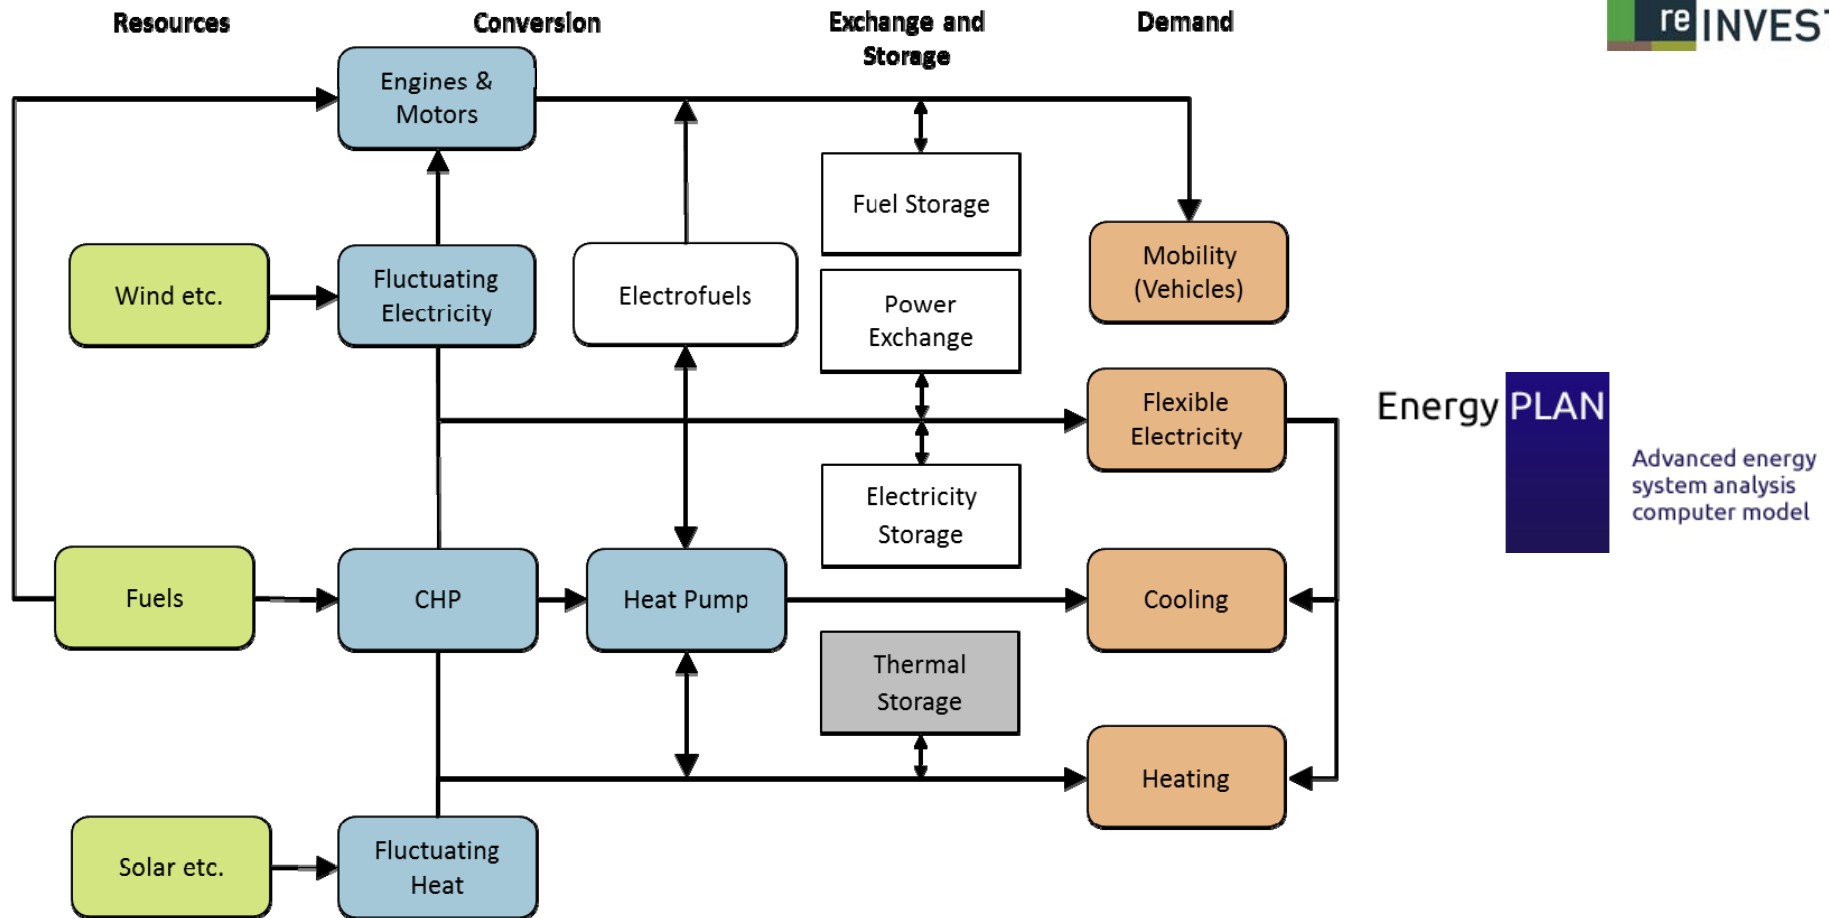 Resources
Conversion
Exchange and
Storage
Demand
re INVEST
Engines &
Motors
Fuel Storage
Mobility
(Vehicles)
Wind etc.
Fluctuating
Electricity
Electrofuels
Power
Exchange
Flexible
Electricity
Energy PLAN
Advanced energy
system analysis
computer model
Electricity
Storage
Fuels
CHP
Heat Pump
Cooling
Thermal
Storage
Heating
Solar etc.
Fluctuating
Heat